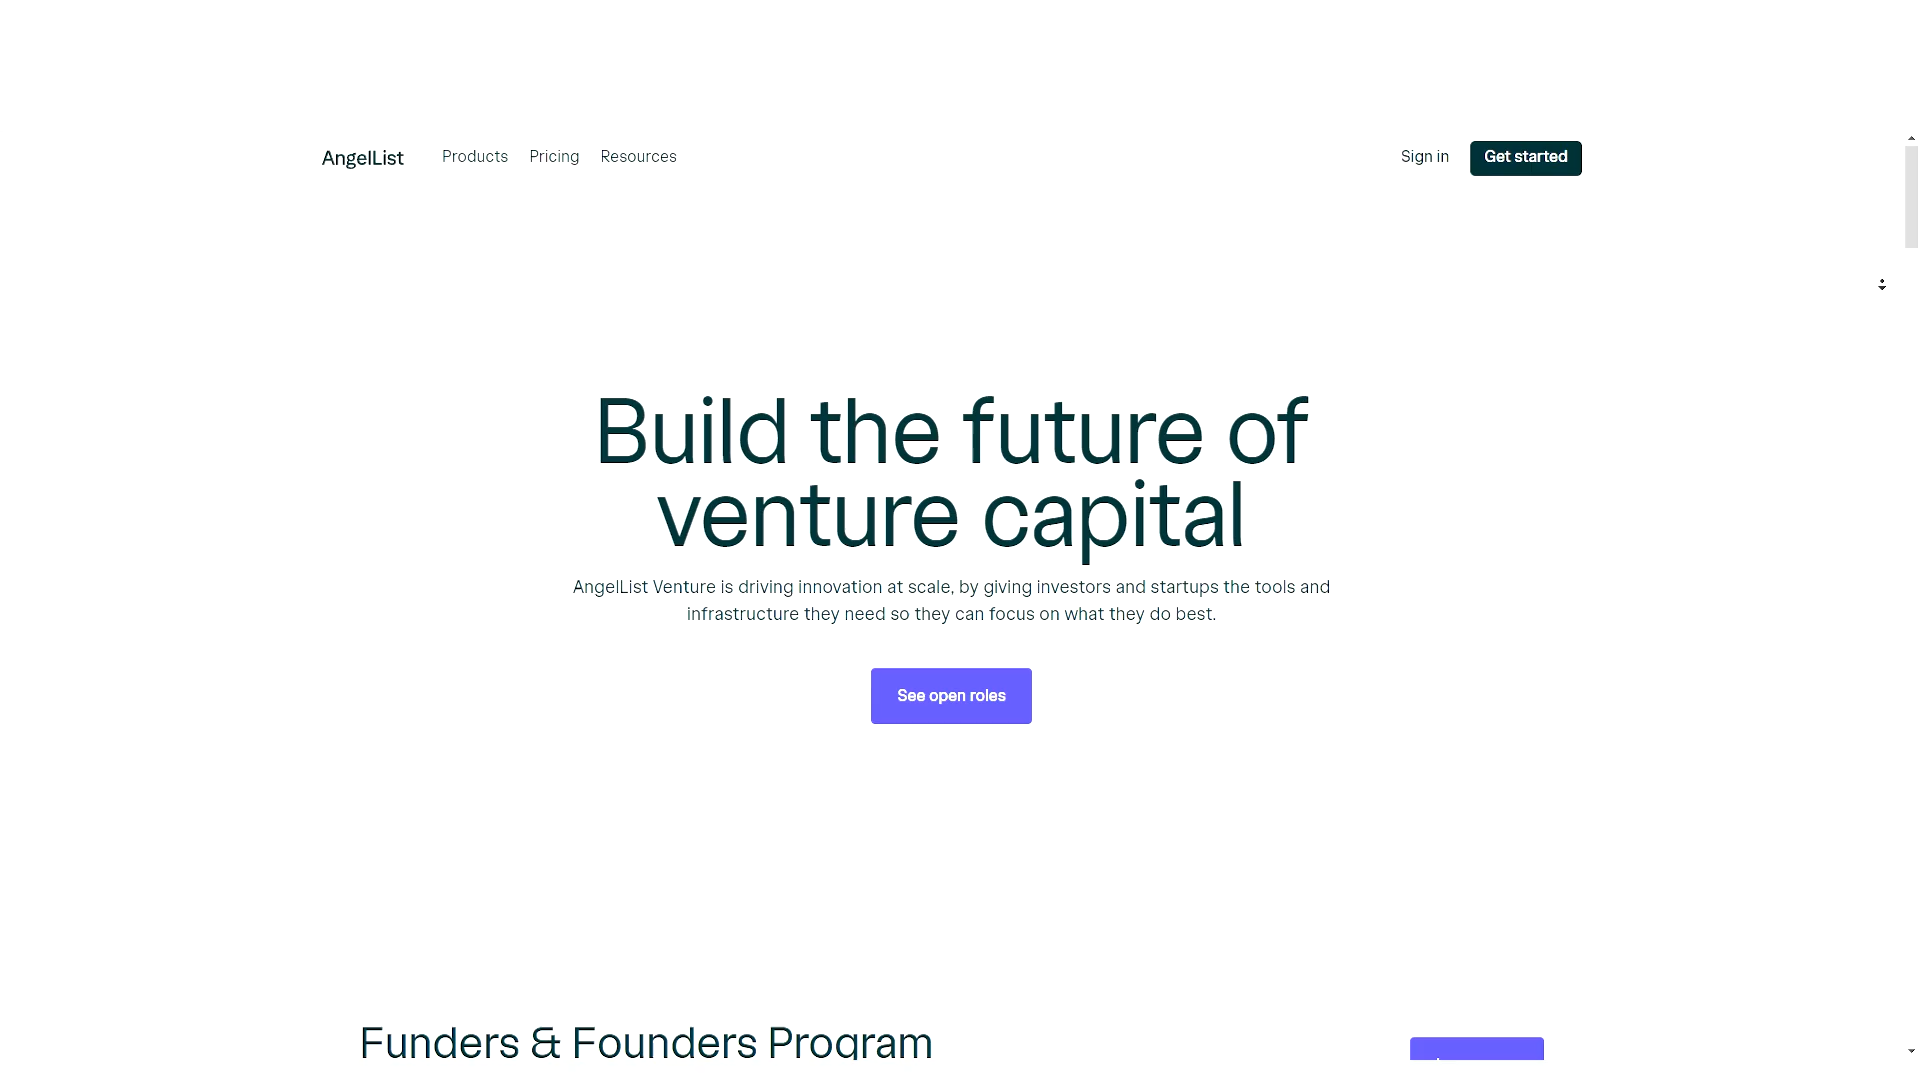 AngelList Products Pricing Resources Sign in Get started
Build the future of
venture capital
AngelList Venture is driving innovation at scale, by giving investors and startups the tools and
infrastructure they need so they can focus on what they do best.
See open roles
Funders & Founders Program